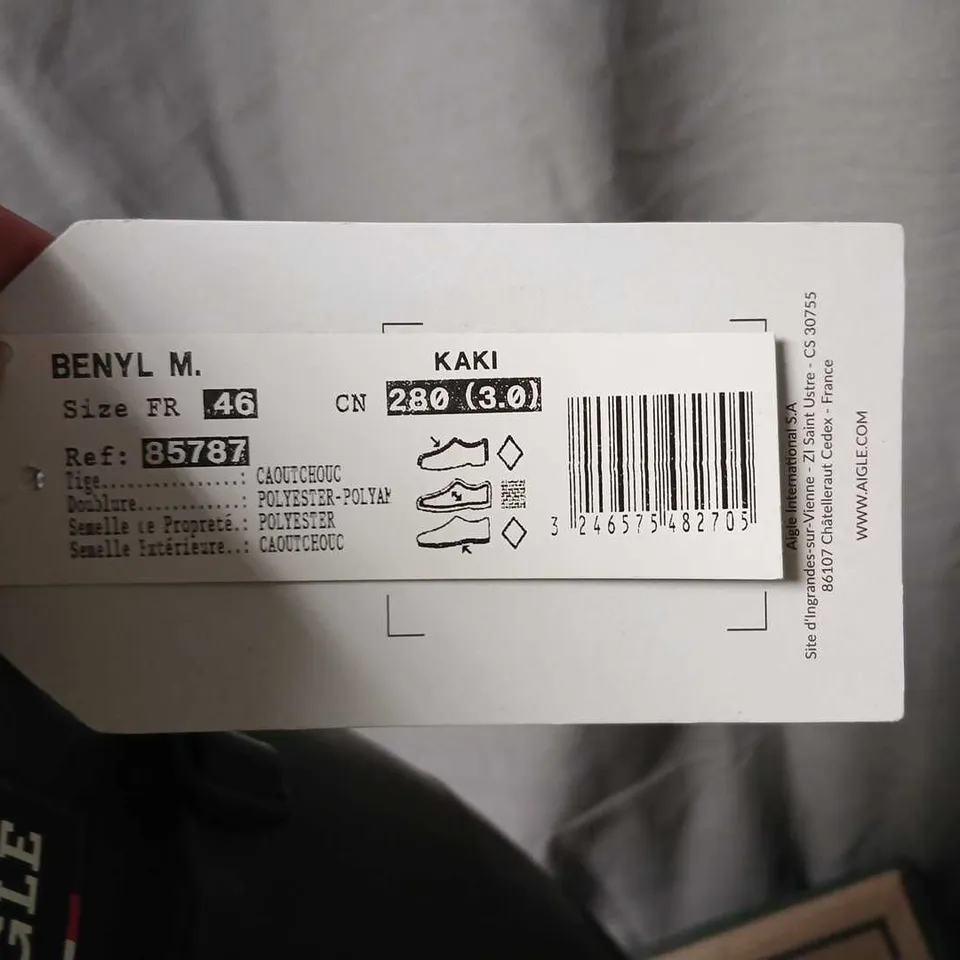 BENYL M.
KAKI
Size FR 46
CN 280 (3.0)
Ref: 85787
Tige................: CAOUTCHOUC
Doublure............: POLYESTER-POLYAM
Semelle de Propreté.: POLYESTER
Semelle Extérieure..: CAOUTCHOUC
3 246575 482705
Aigle International S.A
Site d'Ingrandes-sur-Vienne - ZI Saint Ustre - CS 30755
86107 Châtelleraut Cedex - France
WWW.AIGLE.COM
GLE